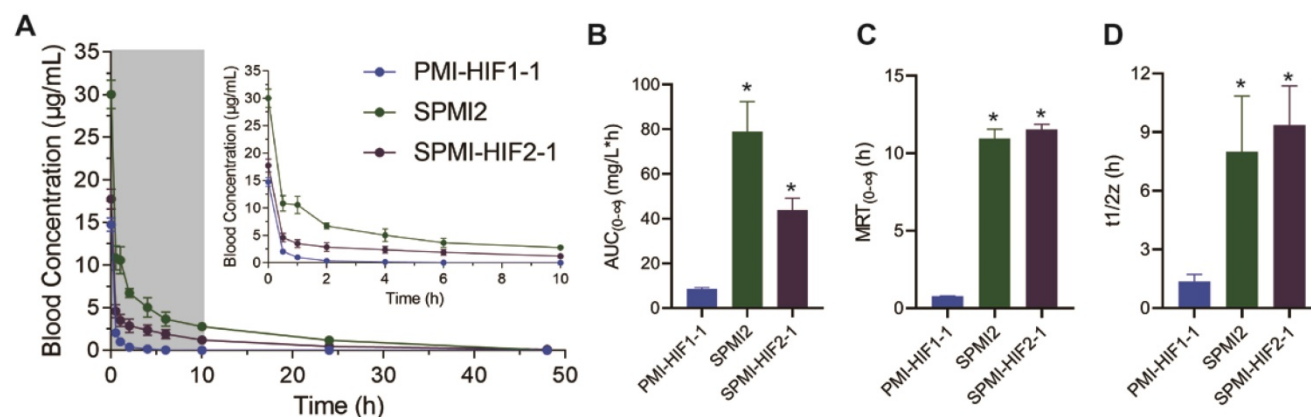 A
Blood Concentration (µg/mL)
35
30
25
20
15
10
5
0
0 10 20 30 40 50
Time (h)
Blood Concentration (µg/mL)
35
30
25
20
15
10
5
0
0 2 4 6 8 10
Time (h)
PMI-HIF1-1
SPMI2
SPMI-HIF2-1
B
AUC(0-∞) (mg/L*h)
100
80
60
40
20
0
*
*
PMI-HIF1-1
SPMI2
SPMI-HIF2-1
C
MRT(0-∞) (h)
15
10
5
0
*
*
PMI-HIF1-1
SPMI2
SPMI-HIF2-1
D
t1/2z (h)
12
9
6
3
0
*
*
PMI-HIF1-1
SPMI2
SPMI-HIF2-1